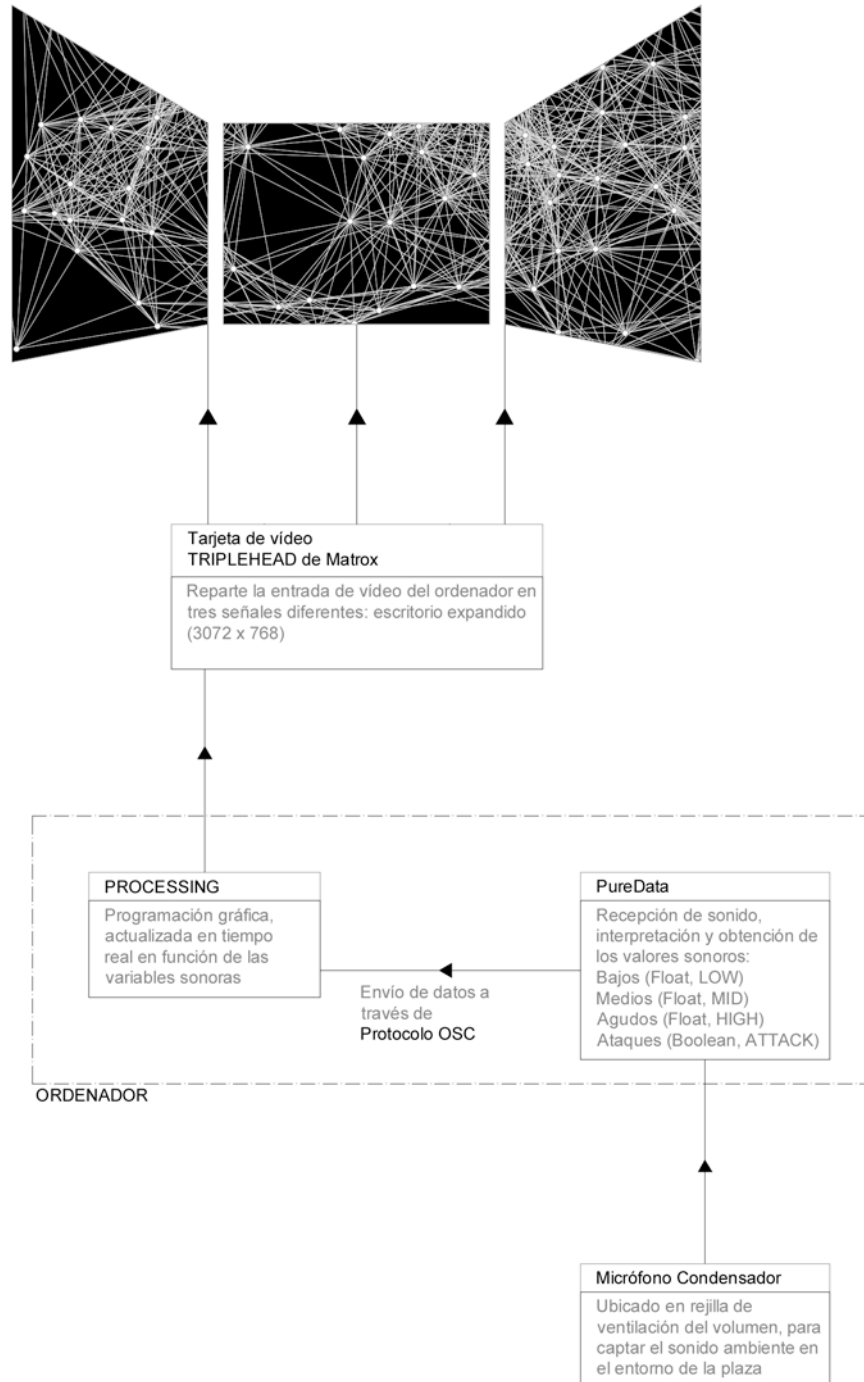 Tarjeta de vídeo
TRIPLEHEAD de Matrox
Reparte la entrada de vídeo del ordenador en
tres señales diferentes: escritorio expandido
(3072 x 768)
PROCESSING
Programación gráfica,
actualizada en tiempo
real en función de las
variables sonoras
Envío de datos a
través de
Protocolo OSC
PureData
Recepción de sonido,
interpretación y obtención de
los valores sonoros:
Bajos (Float, LOW)
Medios (Float, MID)
Agudos (Float, HIGH)
Ataques (Boolean, ATTACK)
ORDENADOR
Micrófono Condensador
Ubicado en rejilla de
ventilación del volumen, para
captar el sonido ambiente en
el entorno de la plaza